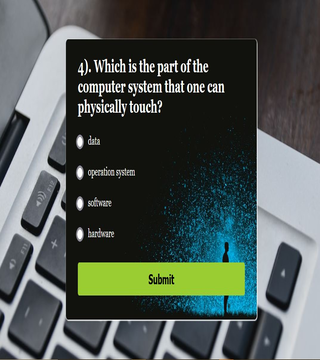 4). Which is the part of the
computer system that one can
physically touch?
data
operation system
software
hardware
Submit